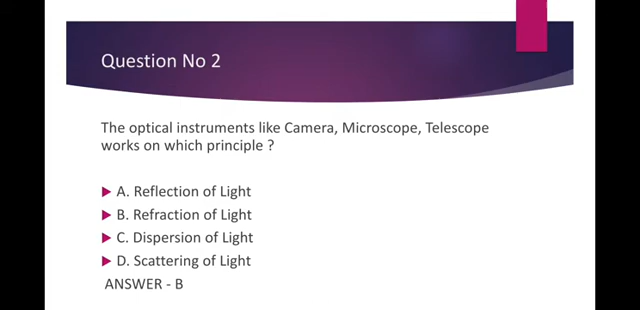 Question No 2
The optical instruments like Camera, Microscope, Telescope
works on which principle ?
A. Reflection of Light
B. Refraction of Light
C. Dispersion of Light
D. Scattering of Light
ANSWER - B